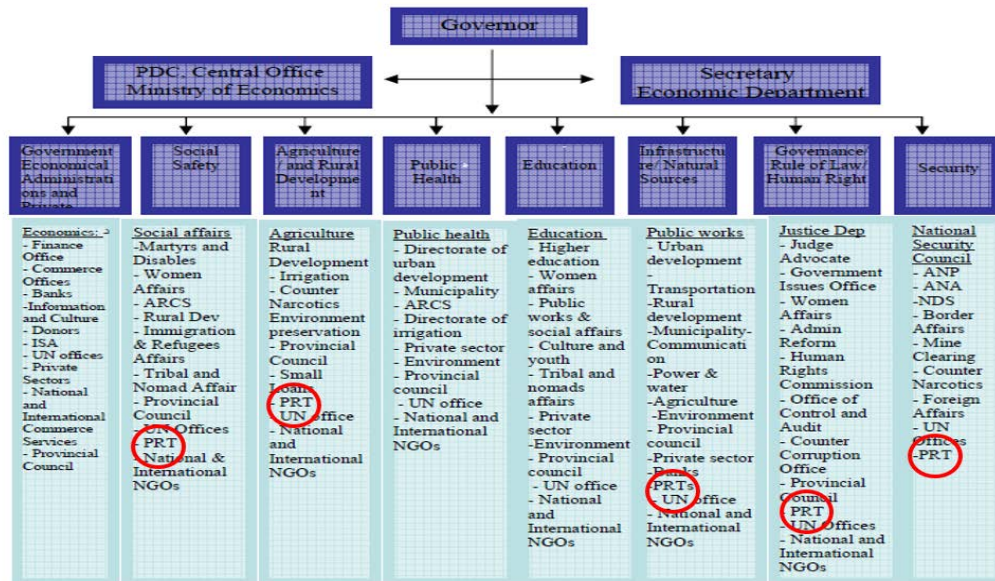 Governor
PDC, Central Office
Ministry of Economics
Secretary
Economic Department
Government
Economical
Administrati
ons and
Private
Social
Safety
Agriculture
/ and Rural
Developme
nt
Public
Health
Education
Infrastructu
re/ Natural
Sources
Governance/
Rule of Law/
Human Right
Security
Economics:
- Finance
Office
- Commerce
Offices
- Banks
-Information
and Culture
- Donors
- ISA
- UN offices
- Private
Sectors
- National
and
International
Commerce
Services
- Provincial
Council
Social affairs
-Martyrs and
Disables
- Women
Affairs
- ARCS
- Rural Dev
- Immigration
& Refugees
Affairs
- Tribal and
Nomad Affair
- Provincial
Council
- UN Offices
- PRT
- National &
International
NGOs
Agriculture
Rural
Development
- Irrigation
- Counter
Narcotics
Environment
preservation
- Provincial
Council
- Small
Loans
- PRT
- UN office
- National
and
International
NGOs
Public health
- Directorate of
urban
development
- Municipality
- ARCS
- Directorate of
irrigation
- Private sector
- Environment
- Provincial
council
- UN office
- National and
International
NGOs
Education
- Higher
education
- Women
affairs
- Public
works &
social affairs
- Culture and
youth
- Tribal and
nomads
affairs
- Private
sector
-Environment
- Provincial
council
- UN office
- National
and
International
NGOs
Public works
- Urban
development
-
Transportation
-Rural
development
-Municipality-
Communicati
on
-Power &
water
-Agriculture
-Environment
- Provincial
council
-Private sector
-Banks
-PRTs
- UN office
- National and
International
NGOs
Justice Dep
- Judge
Advocate
- Government
Issues Office
- Women
Affairs
- Admin
Reform
- Human
Rights
Commission
- Office of
Control and
Audit
- Counter
Corruption
Office
- Provincial
Council
- PRT
- UN Offices
- National and
International
NGOs
National
Security
Council
- ANP
- ANA
-NDS
- Border
Affairs
- Mine
Clearing
- Counter
Narcotics
- Foreign
Affairs
- UN
Offices
-PRT